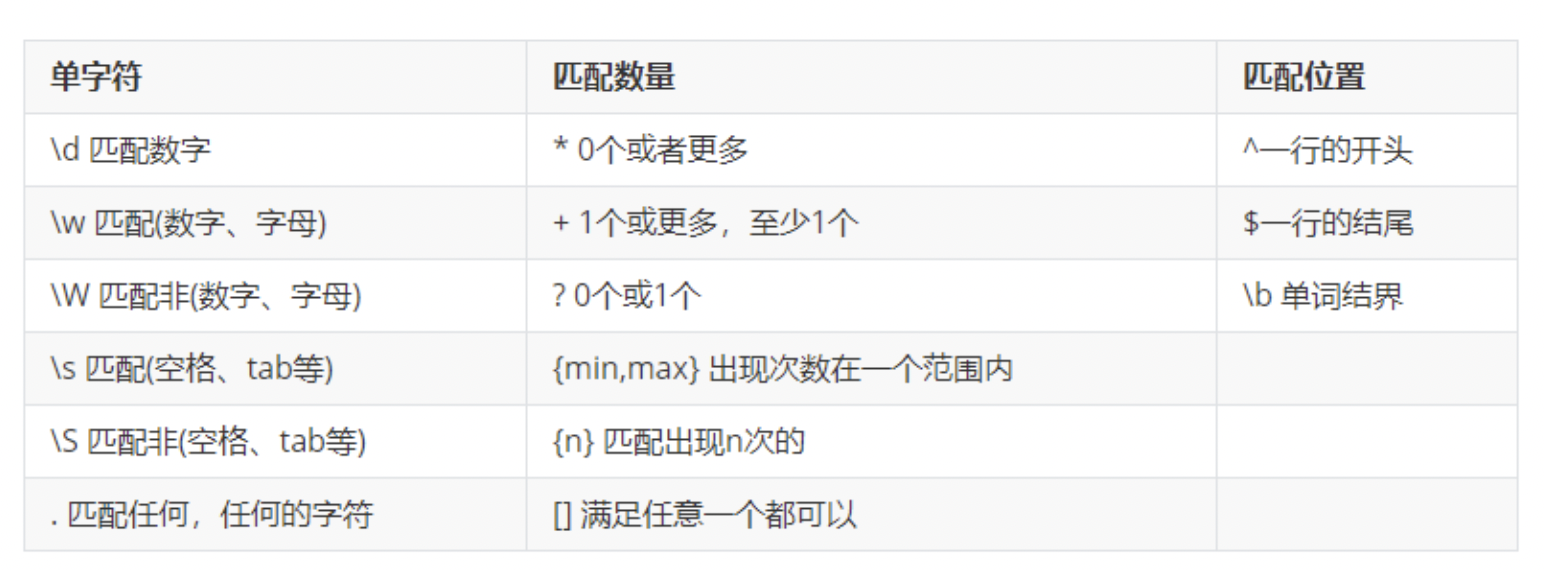 单字符 匹配数量 匹配位置
\d 匹配数字 * 0个或者更多 ^一行的开头
\w 匹配(数字、字母) + 1个或更多，至少1个 $一行的结尾
\W 匹配非(数字、字母) ? 0个或1个 \b 单词结界
\s 匹配(空格、tab等) {min,max} 出现次数在一个范围内
\S 匹配非(空格、tab等) {n} 匹配出现n次的
. 匹配任何，任何的字符 [] 满足任意一个都可以